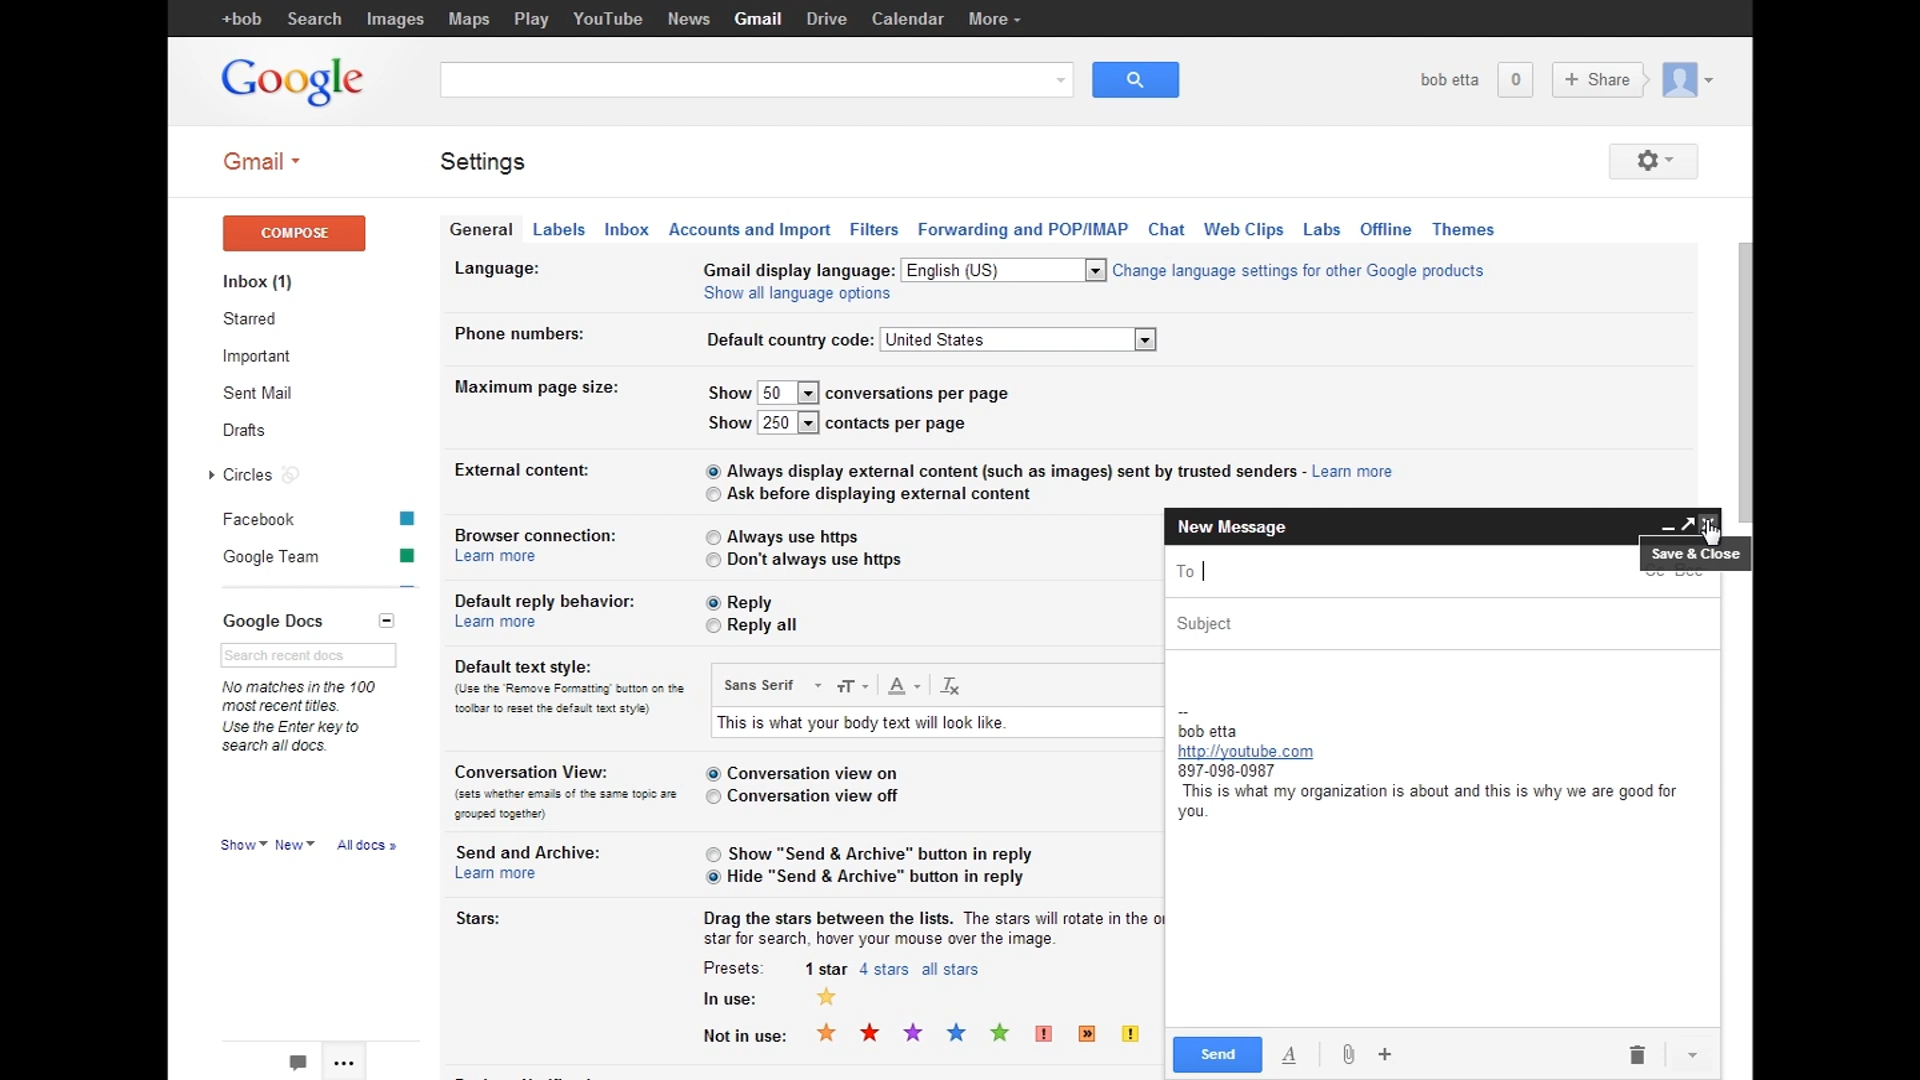 +bob Search Images Maps Play YouTube News Gmail Drive Calendar More
Google
bob etta 0 + Share
Gmail Settings
COMPOSE
Inbox (1)
Starred
Important
Sent Mail
Drafts
Circles
Facebook
Google Team
Google Docs
Search recent docs
No matches in the 100
most recent titles.
Use the Enter key to
search all docs.
Show New All docs »
General Labels Inbox Accounts and Import Filters Forwarding and POP/IMAP Chat Web Clips Labs Offline Themes
Language: Gmail display language: English (US) Change language settings for other Google products
Show all language options
Phone numbers: Default country code: United States
Maximum page size: Show 50 conversations per page
Show 250 contacts per page
External content: Always display external content (such as images) sent by trusted senders - Learn more
Ask before displaying external content
Browser connection: Always use https
Learn more Don't always use https
Default reply behavior: Reply
Learn more Reply all
Default text style:
(Use the 'Remove Formatting' button on the
toolbar to reset the default text style)
Sans Serif TT A Tx
This is what your body text will look like.
Conversation View: Conversation view on
(sets whether emails of the same topic are
grouped together)
Conversation view off
Send and Archive: Show "Send & Archive" button in reply
Learn more Hide "Send & Archive" button in reply
Stars: Drag the stars between the lists. The stars will rotate in the
star for search, hover your mouse over the image.
Presets: 1 star 4 stars all stars
In use:
Not in use: ! » !
New Message
Save & Close
To
Subject
--
bob etta
http://youtube.com
897-098-0987
This is what my organization is about and this is why we are good for
you.
Send A +